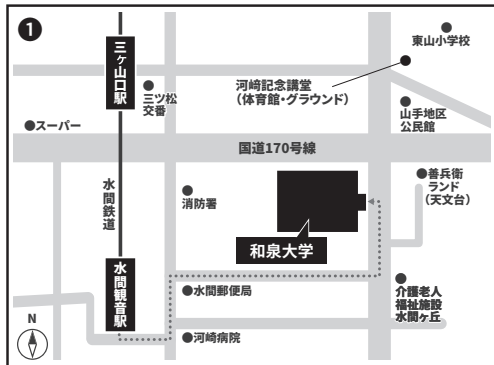 ❶
東山小学校
三ヶ山口駅
河﨑記念講堂
（体育館・グラウンド）
●三ツ松
交番
山手地区
公民館
●スーパー
国道170号線
●善兵衛
ランド
（天文台）
水間鉄道
消防署
和泉大学
水間観音駅
●水間郵便局
介護老人
福祉施設
水間ヶ丘
N
●河崎病院